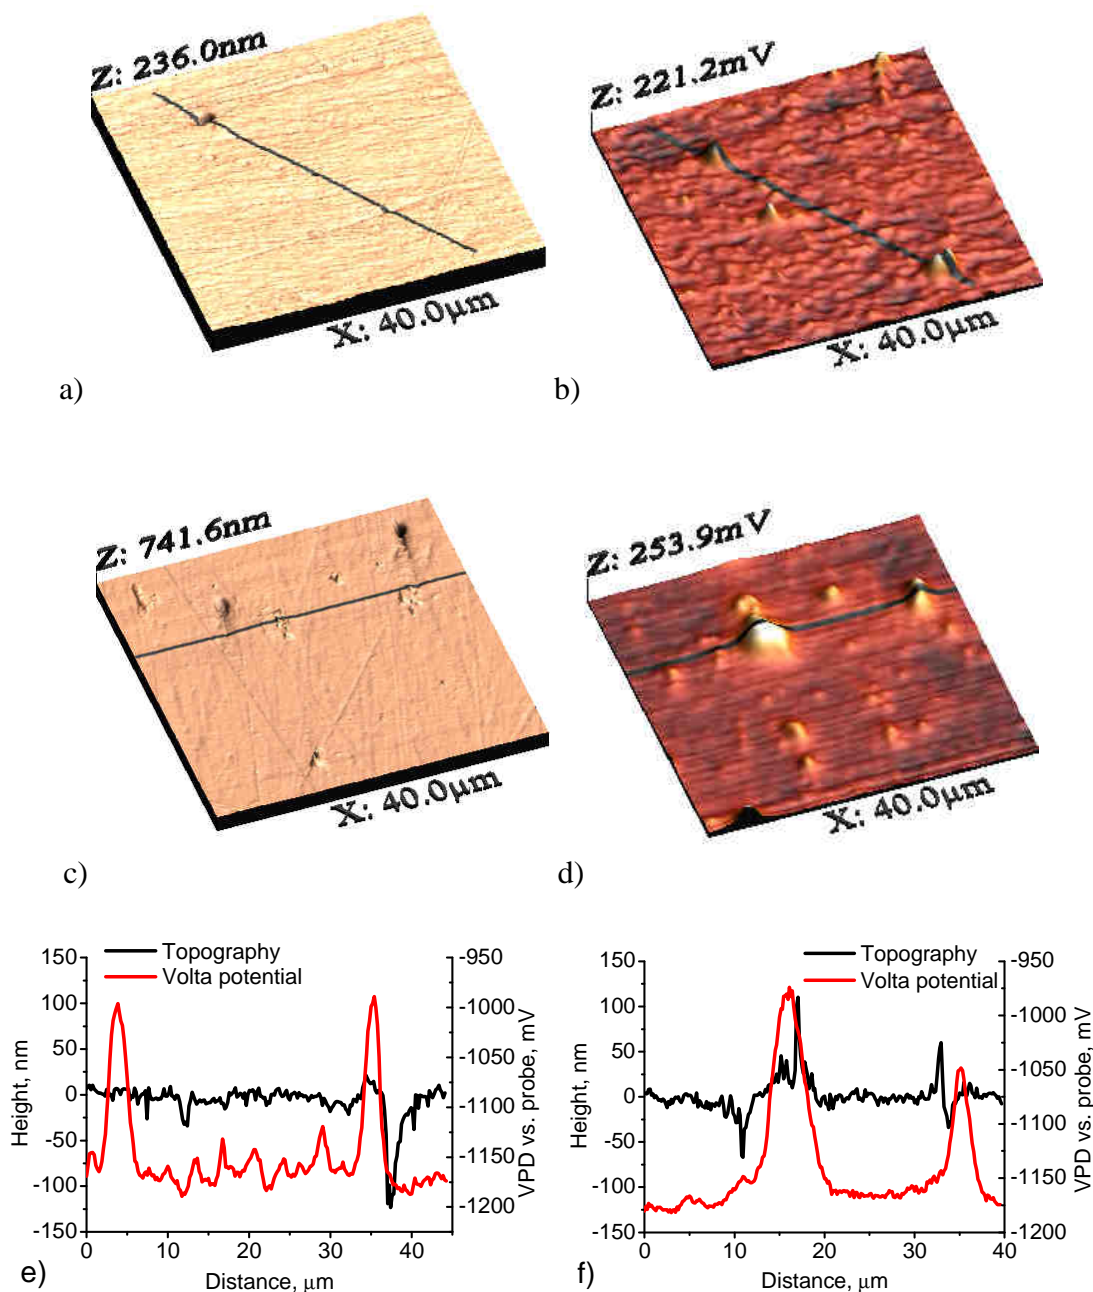 Z: 236.0nm
X: 40.0µm
a)
Z: 221.2mV
X: 40.0µm
b)
Z: 741.6nm
X: 40.0µm
c)
Z: 253.9mV
X: 40.0µm
d)
Topography
Volta potential
150
100
50
0
-50
-100
-150
Height, nm
-950
-1000
-1050
-1100
-1150
-1200
VPD vs. probe, mV
0 10 20 30 40
Distance, µm
e)
Topography
Volta potential
150
100
50
0
-50
-100
-150
Height, nm
-950
-1000
-1050
-1100
-1150
-1200
VPD vs. probe, mV
0 10 20 30 40
Distance, µm
f)